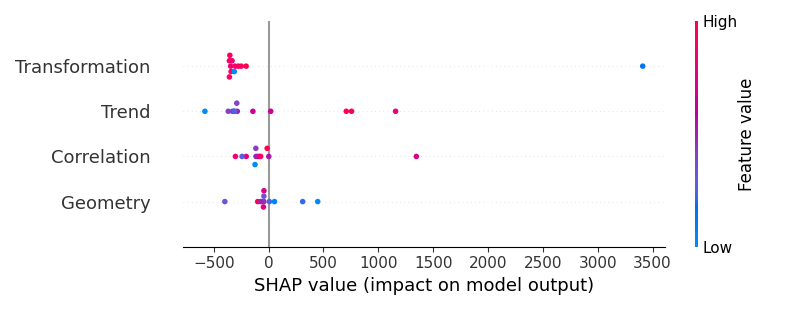 High
Transformation
Trend
Correlation
Geometry
Feature value
Low
−500 0 500 1000 1500 2000 2500 3000 3500
SHAP value (impact on model output)